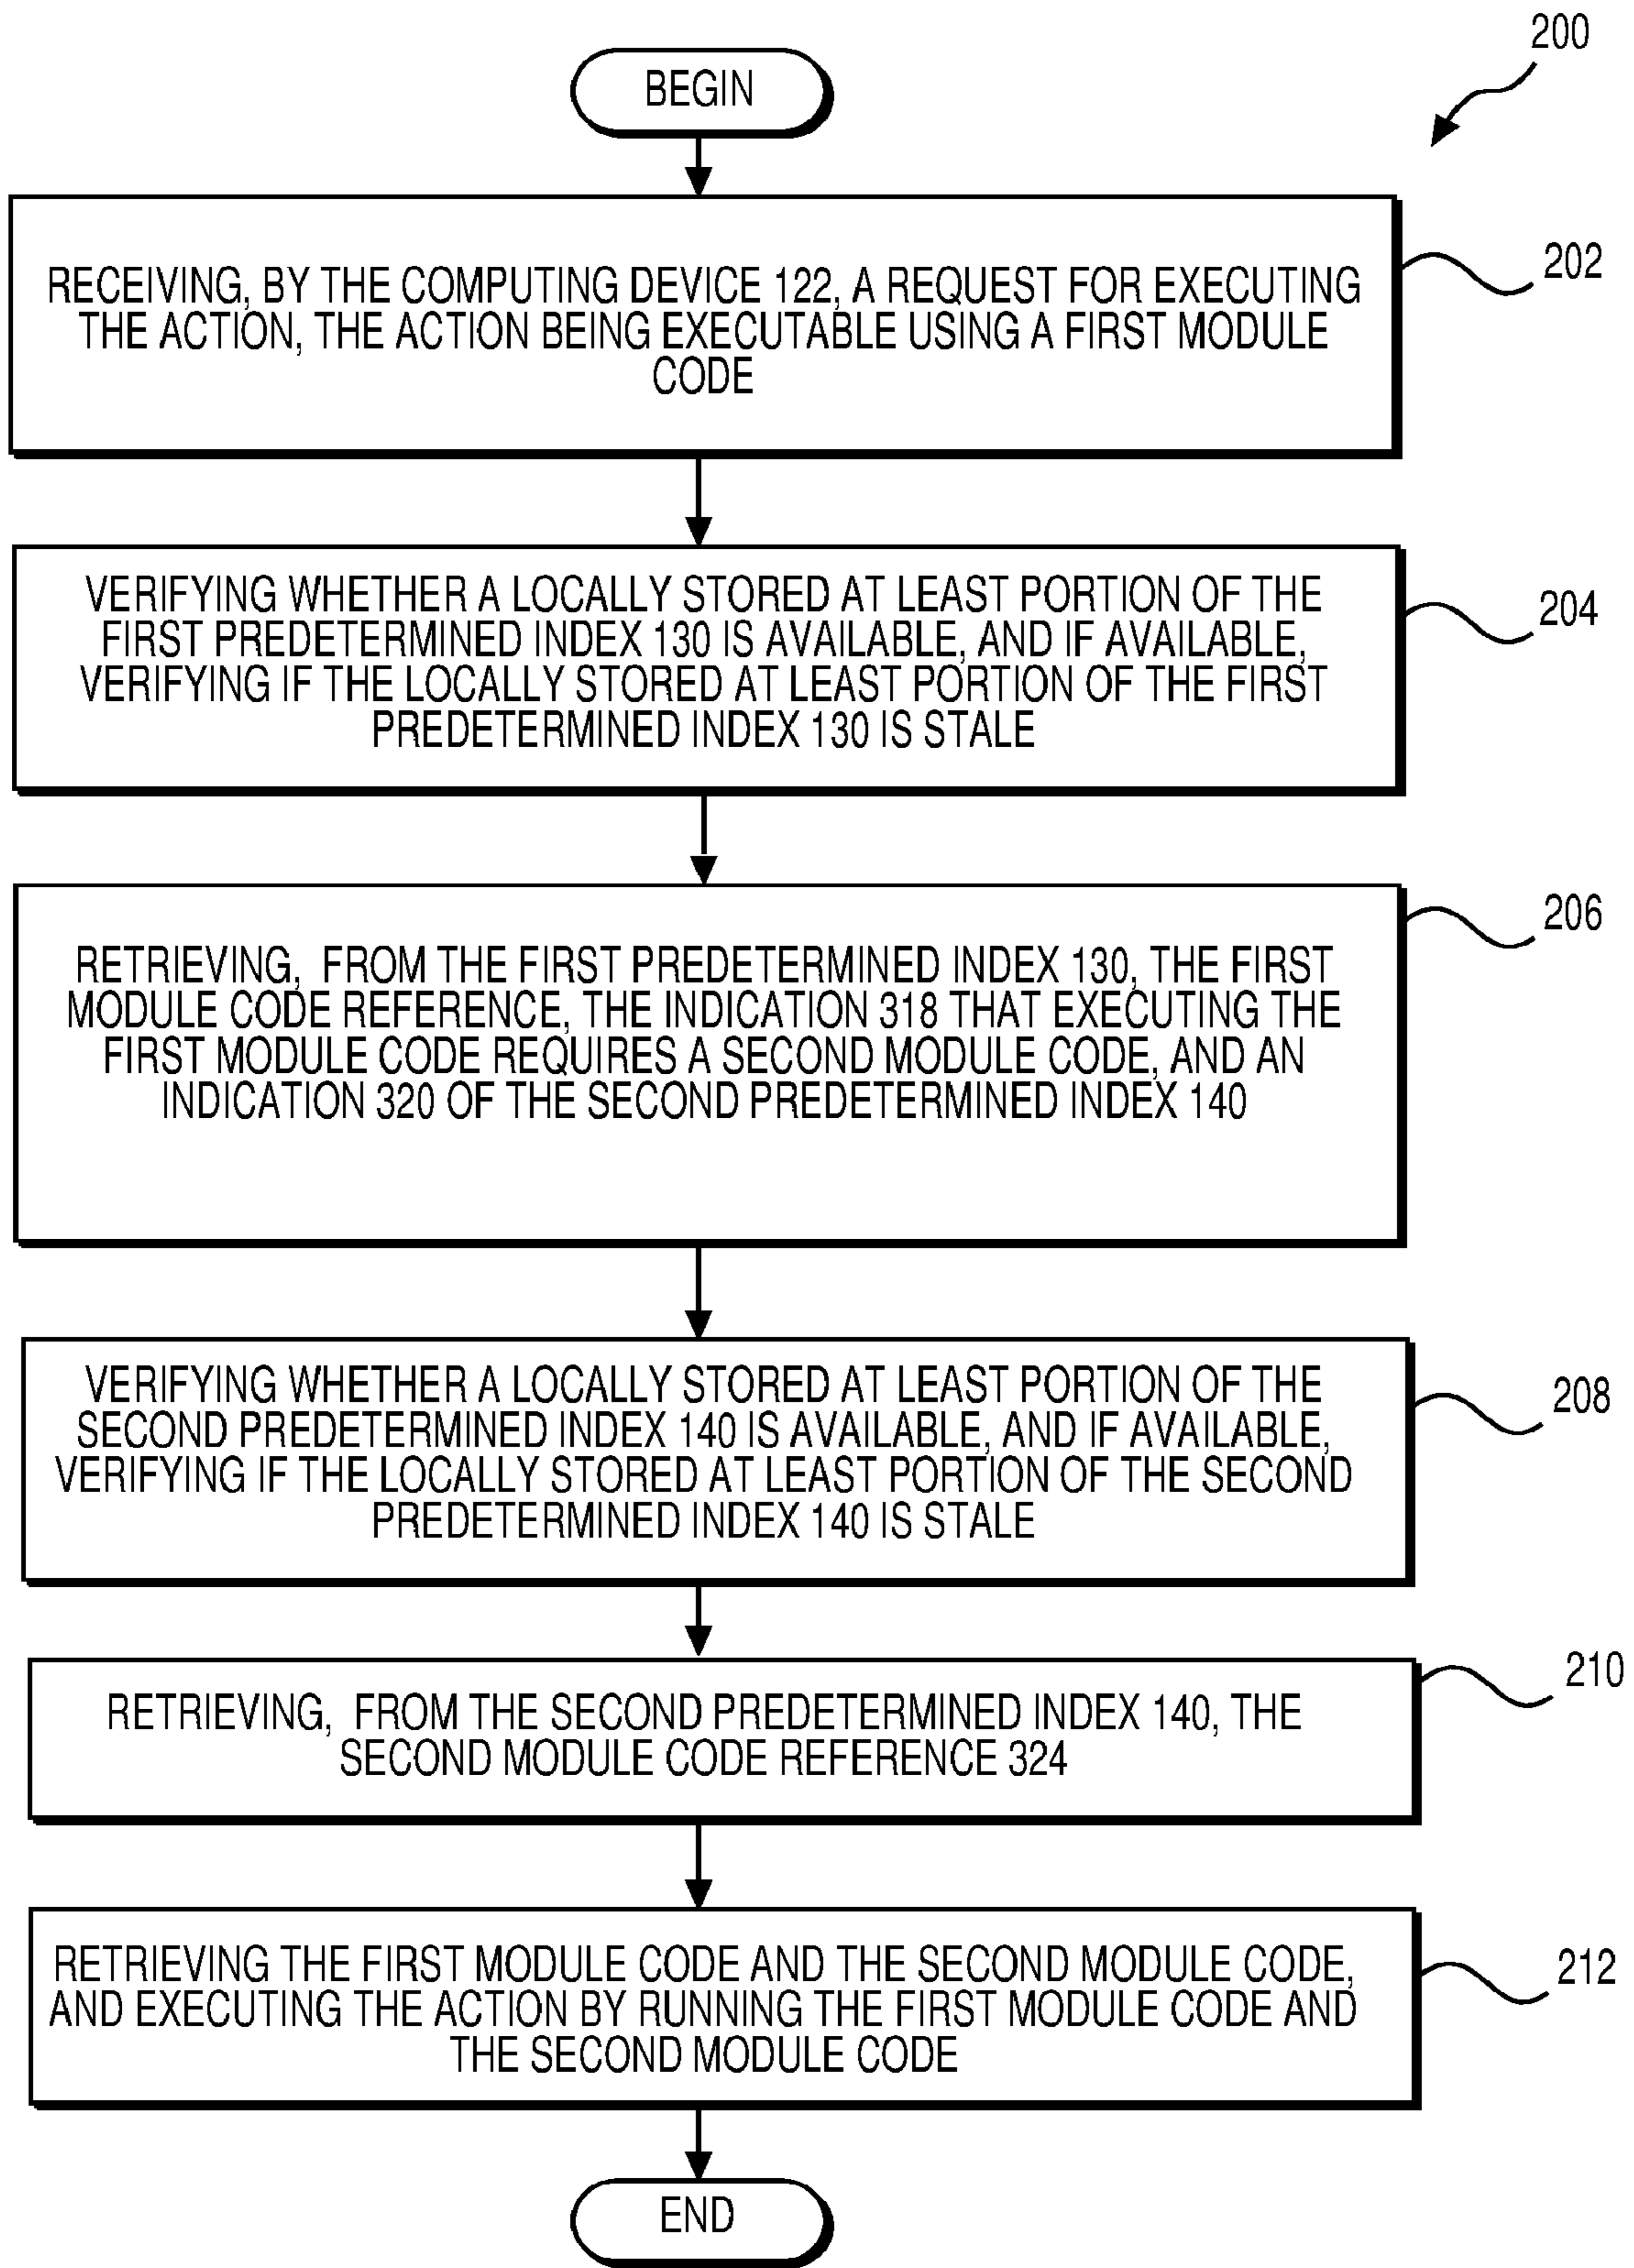 200
BEGIN
202
RECEIVING, BY THE COMPUTING DEVICE 122, A REQUEST FOR EXECUTING
THE ACTION, THE ACTION BEING EXECUTABLE USING A FIRST MODULE
CODE
204
VERIFYING WHETHER A LOCALLY STORED AT LEAST PORTION OF THE
FIRST PREDETERMINED INDEX 130 IS AVAILABLE, AND IF AVAILABLE,
VERIFYING IF THE LOCALLY STORED AT LEAST PORTION OF THE FIRST
PREDETERMINED INDEX 130 IS STALE
206
RETRIEVING, FROM THE FIRST PREDETERMINED INDEX 130, THE FIRST
MODULE CODE REFERENCE, THE INDICATION 318 THAT EXECUTING THE
FIRST MODULE CODE REQUIRES A SECOND MODULE CODE, AND AN
INDICATION 320 OF THE SECOND PREDETERMINED INDEX 140
208
VERIFYING WHETHER A LOCALLY STORED AT LEAST PORTION OF THE
SECOND PREDETERMINED INDEX 140 IS AVAILABLE, AND IF AVAILABLE,
VERIFYING IF THE LOCALLY STORED AT LEAST PORTION OF THE SECOND
PREDETERMINED INDEX 140 IS STALE
210
RETRIEVING, FROM THE SECOND PREDETERMINED INDEX 140, THE
SECOND MODULE CODE REFERENCE 324
212
RETRIEVING THE FIRST MODULE CODE AND THE SECOND MODULE CODE,
AND EXECUTING THE ACTION BY RUNNING THE FIRST MODULE CODE AND
THE SECOND MODULE CODE
END